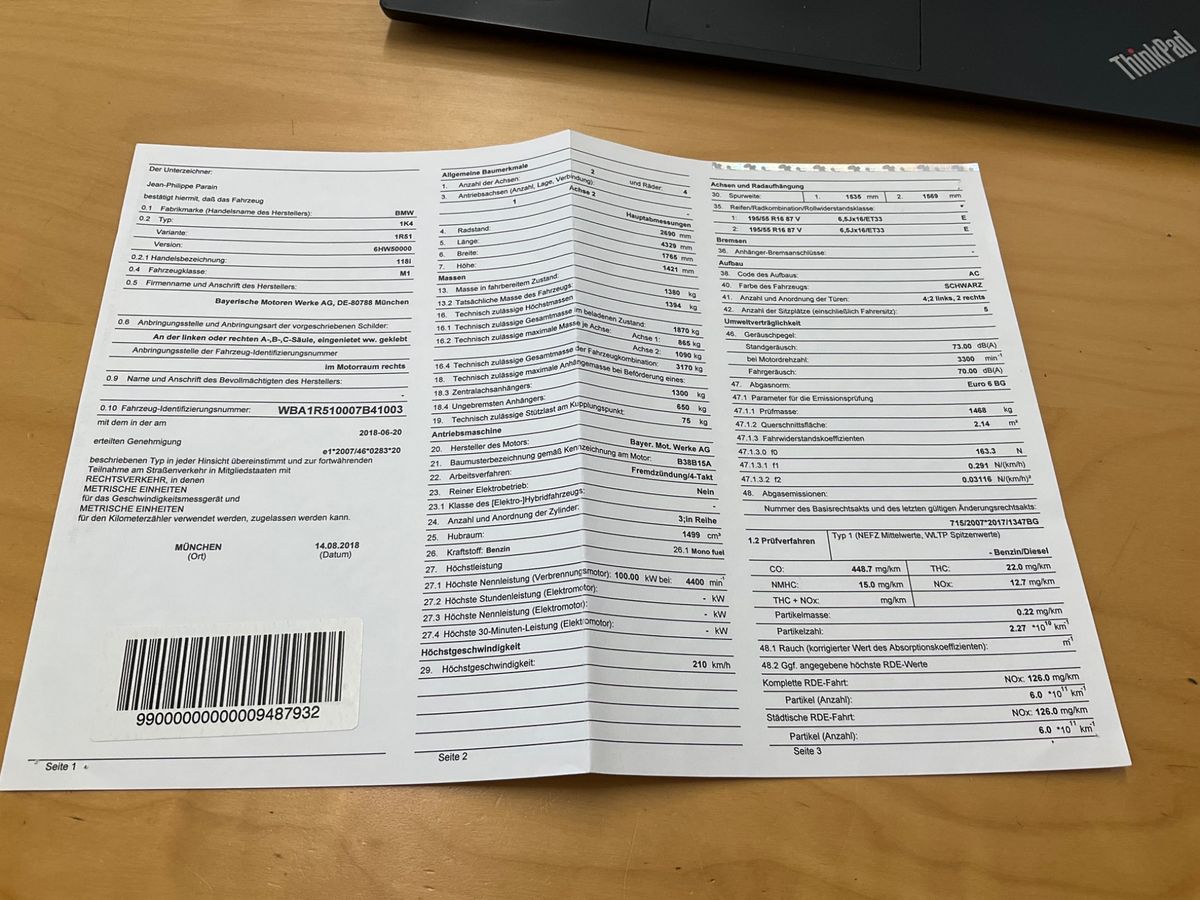 ThinkPad
Der Unterzeichner:
Jean-Philippe Parain
bestätigt hiermit, daß das Fahrzeug
0.1 Fabrikmarke (Handelsname des Herstellers): BMW
0.2 Typ: 1K4
Variante: 1R51
Version: 6HW50000
0.2.1 Handelsbezeichnung: 118I
0.4 Fahrzeugklasse: M1
0.5 Firmenname und Anschrift des Herstellers:
Bayerische Motoren Werke AG, DE-80788 München
0.6 Anbringungsstelle und Anbringungsart der vorgeschriebenen Schilder:
An der linken oder rechten A-,B-,C-Säule, eingenietet ww. geklebt
Anbringungsstelle der Fahrzeug-Identifizierungsnummer
im Motorraum rechts
0.9 Name und Anschrift des Bevollmächtigten des Herstellers:
-
0.10 Fahrzeug-Identifizierungsnummer: WBA1R510007B41003
mit dem in der am
2018-06-20
erteilten Genehmigung
e1*2007/46*0283*20
beschriebenen Typ in jeder Hinsicht übereinstimmt und zur fortwährenden
Teilnahme am Straßenverkehr in Mitgliedstaaten mit
RECHTSVERKEHR, in denen
METRISCHE EINHEITEN
für das Geschwindigkeitsmessgerät und
METRISCHE EINHEITEN
für den Kilometerzähler verwendet werden, zugelassen werden kann.
MÜNCHEN 14.08.2018
(Ort) (Datum)
99000000000009487932
Seite 1
Allgemeine Baumerkmale
1. Anzahl der Achsen: 2 und Räder: 4
3. Antriebsachsen (Anzahl, Lage, Verbindung):
1 Achse 2 -
Hauptabmessungen
4. Radstand: 2690 mm
5. Länge: 4329 mm
6. Breite: 1765 mm
7. Höhe: 1421 mm
Massen
13. Masse in fahrbereitem Zustand: 1380 kg
13.2 Tatsächliche Masse des Fahrzeugs: 1394 kg
16. Technisch zulässige Höchstmassen
16.1 Technisch zulässige Gesamtmasse im beladenen Zustand: 1870 kg
16.2 Technisch zulässige maximale Masse je Achse: Achse 1: 865 kg
Achse 2: 1090 kg
16.4 Technisch zulässige Gesamtmasse der Fahrzeugkombination: 3170 kg
18. Technisch zulässige maximale Anhängemasse bei Beförderung eines:
18.3 Zentralachsanhängers: 1300 kg
18.4 Ungebremsten Anhängers: 650 kg
19. Technisch zulässige Stützlast am Kupplungspunkt: 75 kg
Antriebsmaschine
20. Hersteller des Motors: Bayer. Mot. Werke AG
21. Baumusterbezeichnung gemäß Kennzeichnung am Motor: B38B15A
22. Arbeitsverfahren: Fremdzündung/4-Takt
23. Reiner Elektrobetrieb: Nein
23.1 Klasse des [Elektro-]Hybridfahrzeugs: -
24. Anzahl und Anordnung der Zylinder: 3;in Reihe
25. Hubraum: 1499 cm³
26. Kraftstoff: Benzin 26.1 Mono fuel
27. Höchstleistung
27.1 Höchste Nennleistung (Verbrennungsmotor): 100.00 kW bei: 4400 min-1
27.2 Höchste Stundenleistung (Elektromotor): - kW
27.3 Höchste Nennleistung (Elektromotor): - kW
27.4 Höchste 30-Minuten-Leistung (Elektromotor): - kW
Höchstgeschwindigkeit
29. Höchstgeschwindigkeit: 210 km/h
Seite 2
Achsen und Radaufhängung
30. Spurweite: 1. 1535 mm 2. 1569 mm
35. Reifen/Radkombination/Rollwiderstandsklasse:
1: 195/55 R16 87 V 6,5Jx16/ET33 E
2: 195/55 R16 87 V 6,5Jx16/ET33 E
Bremsen
36. Anhänger-Bremsanschlüsse: -
Aufbau
38. Code des Aufbaus: AC
40. Farbe des Fahrzeugs: SCHWARZ
41. Anzahl und Anordnung der Türen: 4;2 links, 2 rechts
42. Anzahl der Sitzplätze (einschließlich Fahrersitz): 5
Umweltverträglichkeit
46. Geräuschpegel:
Standgeräusch: 73.00 dB(A)
bei Motordrehzahl: 3300 min-1
Fahrgeräusch: 70.00 dB(A)
47. Abgasnorm: Euro 6 BG
47.1 Parameter für die Emissionsprüfung
47.1.1 Prüfmasse: 1468 kg
47.1.2 Querschnittsfläche: 2.14 m²
47.1.3 Fahrwiderstandskoeffizienten
47.1.3.0 f0 163.3 N
47.1.3.1 f1 0.291 N/(km/h)
47.1.3.2 f2 0.03116 N/(km/h)²
48. Abgasemissionen:
Nummer des Basisrechtsakts und des letzten gültigen Änderungsrechtsakts:
715/2007*2017/1347BG
1.2 Prüfverfahren Typ 1 (NEFZ Mittelwerte, WLTP Spitzenwerte)
- Benzin/Diesel
CO: 448.7 mg/km THC: 22.0 mg/km
NMHC: 15.0 mg/km NOx: 12.7 mg/km
THC + NOx: mg/km
Partikelmasse: 0.22 mg/km
Partikelzahl: 2.27 *10^10 km-1
48.1 Rauch (korrigierter Wert des Absorptionskoeffizienten): m-1
48.2 Ggf. angegebene höchste RDE-Werte
Komplette RDE-Fahrt: NOx: 126.0 mg/km
Partikel (Anzahl): 6.0 *10^11 km-1
Städtische RDE-Fahrt: NOx: 126.0 mg/km
Partikel (Anzahl): 6.0 *10^11 km-1
Seite 3